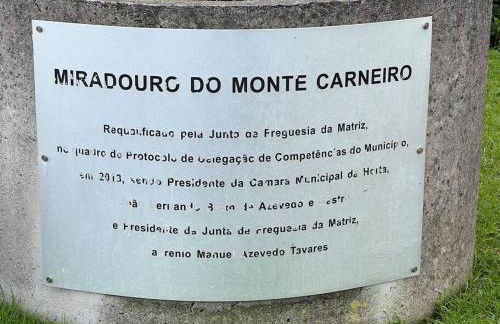 MIRADOURO DO MONTE CARNEIRO
Requalificado pela Junta de Freguesia da Matriz,
no quadro do Protocolo de Delegação de Competências do Município,
em 2013, sendo Presidente da Câmara Municipal da Horta,
de Azevedo e
e Presidente da Junta de Freguesia da Matriz,
Manuel Azevedo Tavares